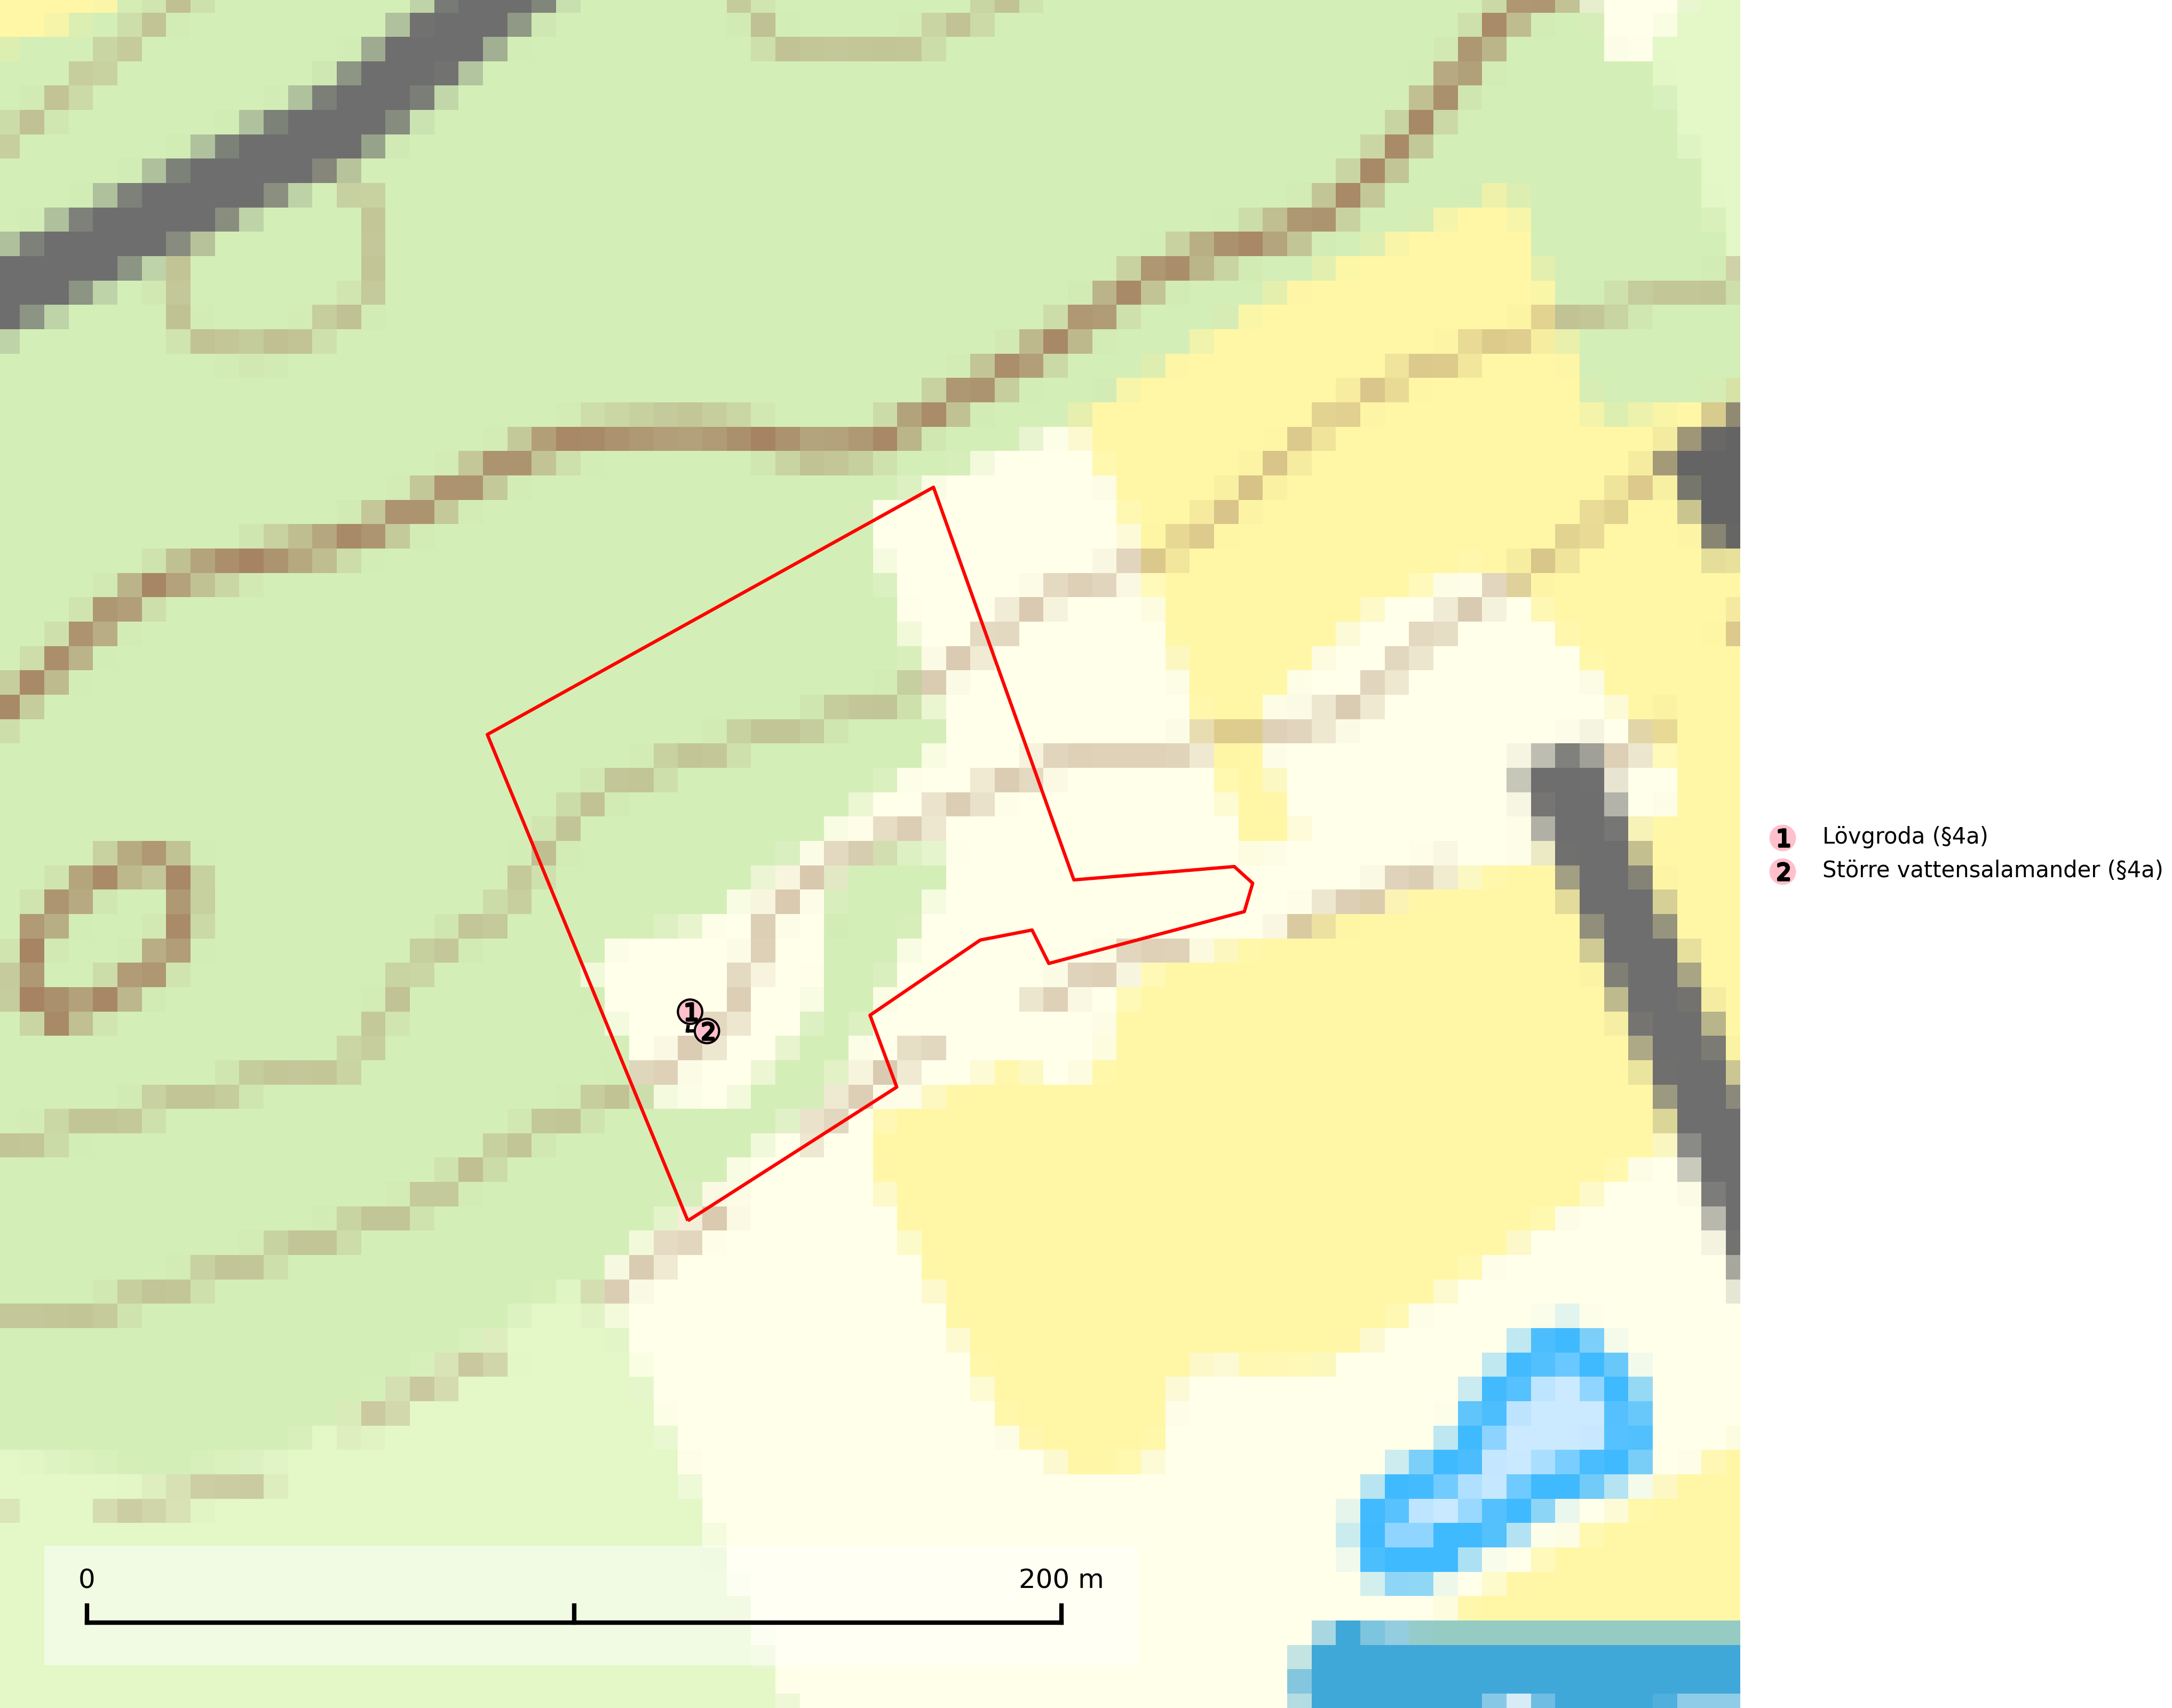 1 Lövgroda (§4a)
2 Större vattensalamander (§4a)
1
2
0 200 m